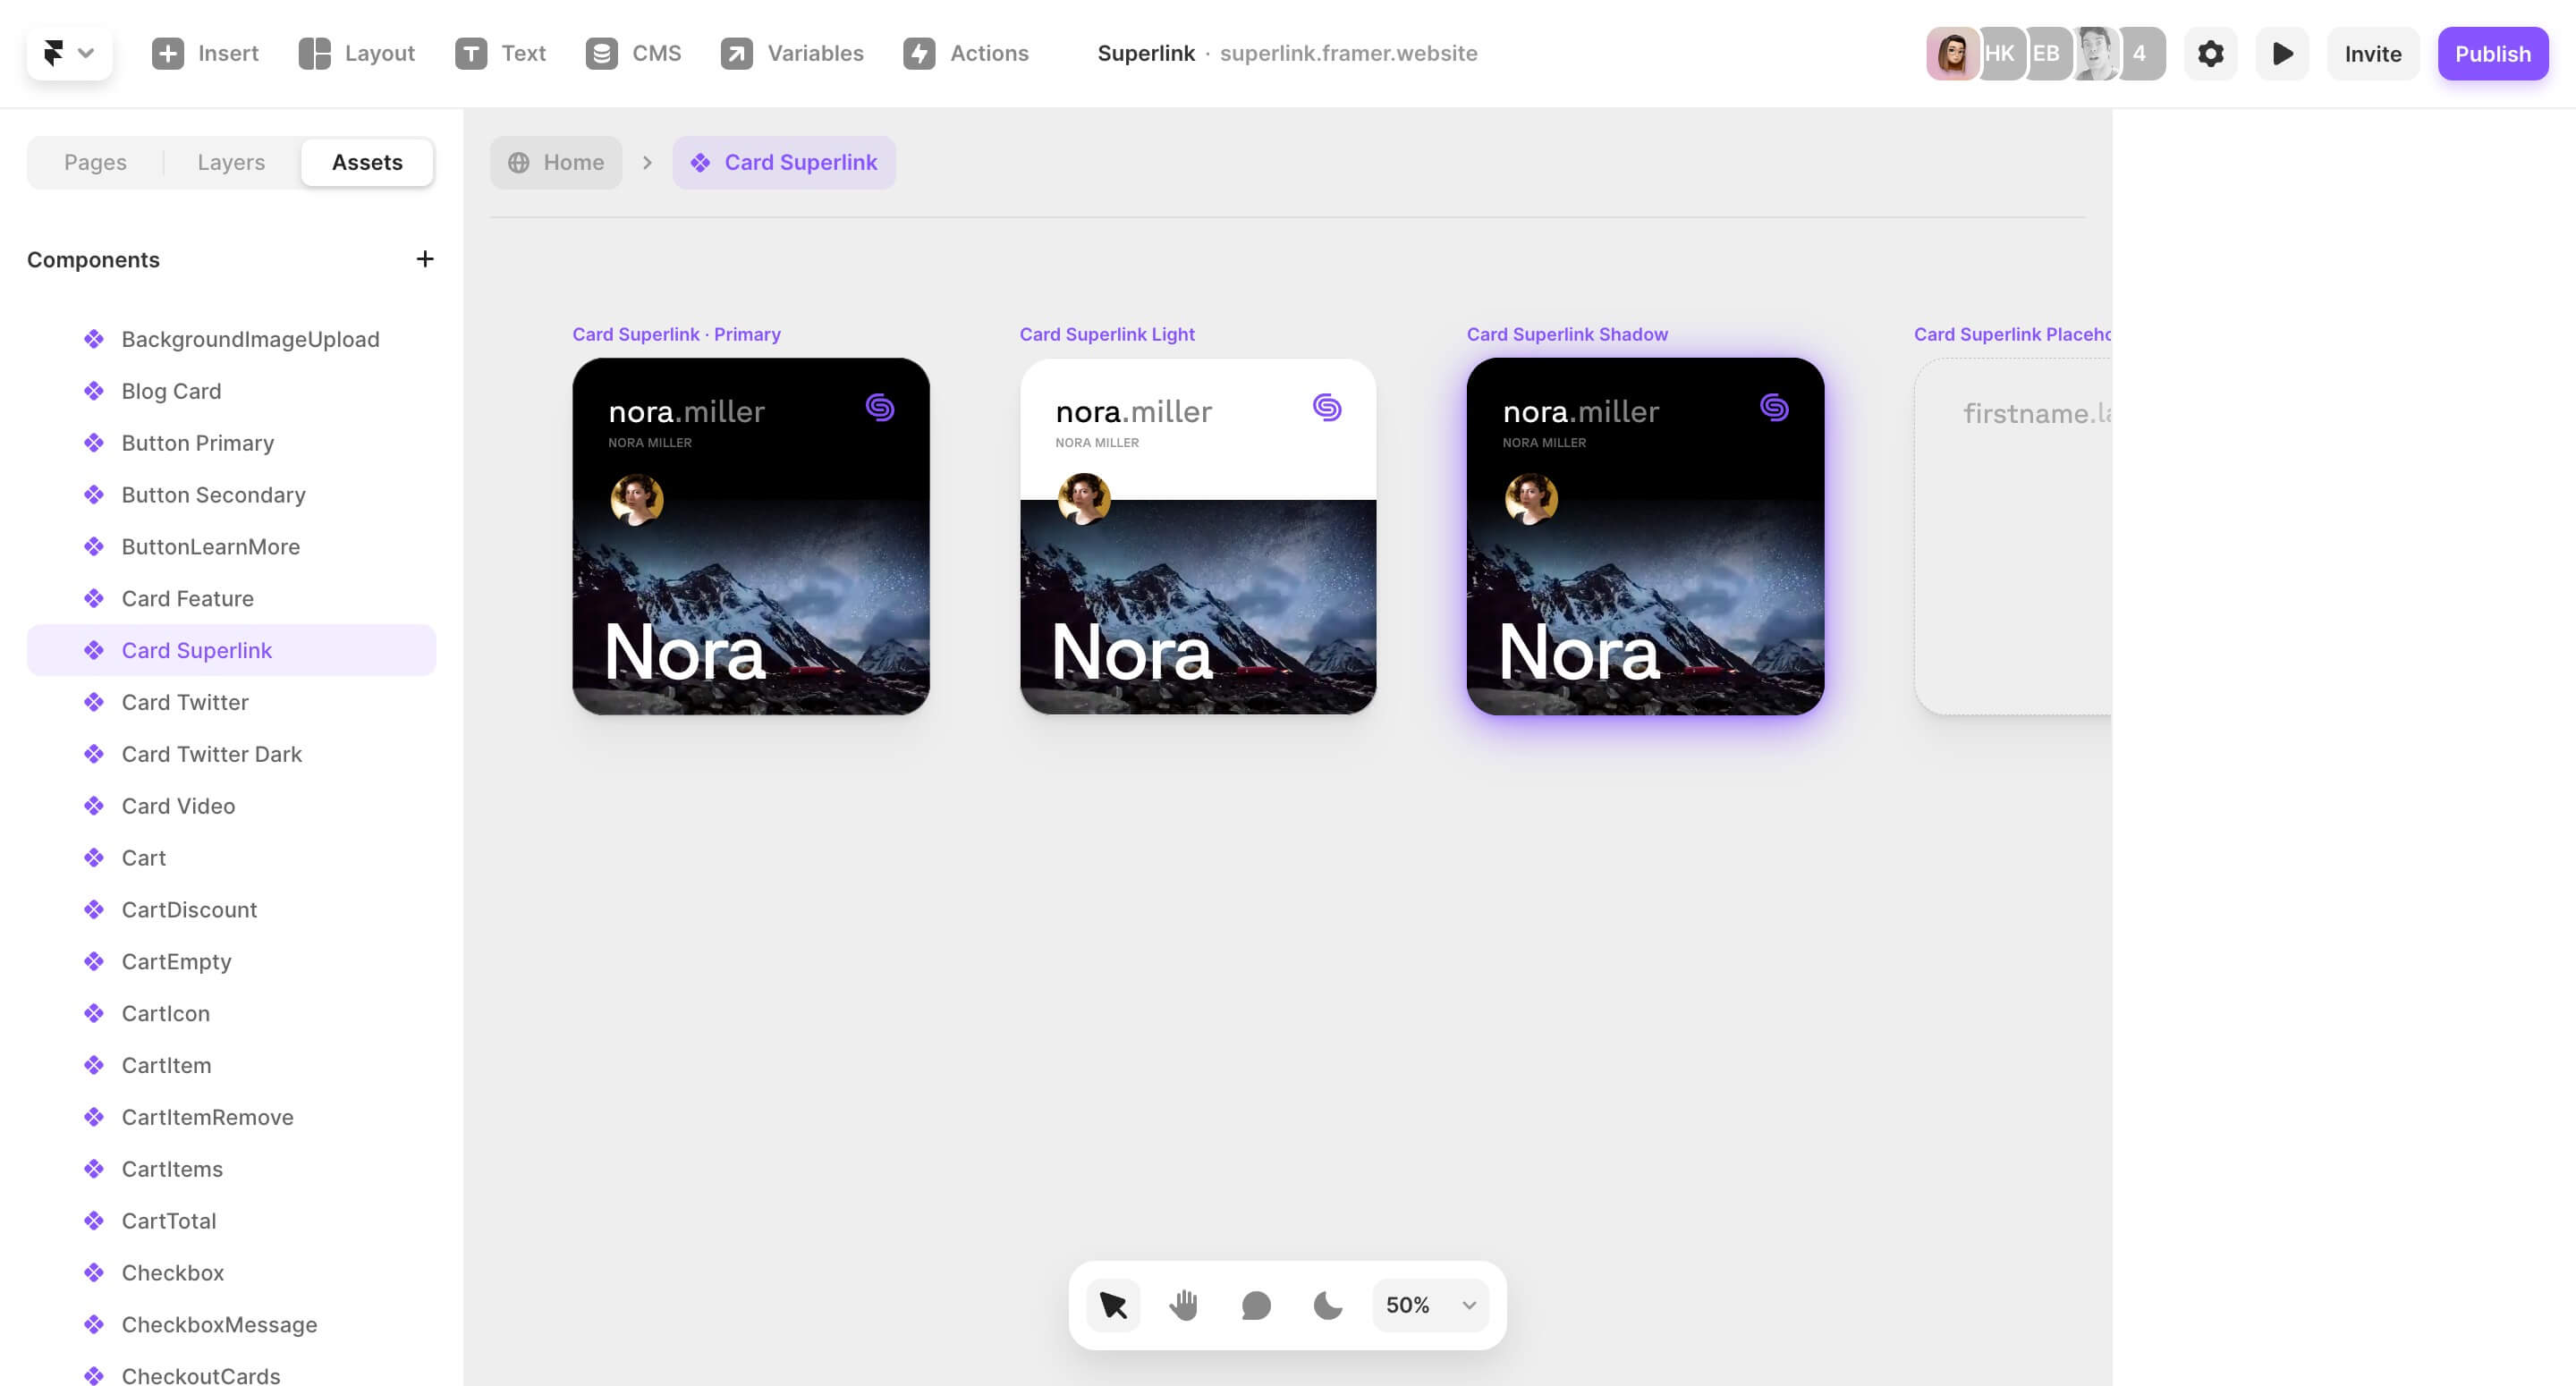 Insert Layout Text CMS Variables Actions Superlink · superlink.framer.website HK EB 4 Invite Publish
Pages Layers Assets
Home Card Superlink
Components
BackgroundImageUpload
Blog Card
Button Primary
Button Secondary
ButtonLearnMore
Card Feature
Card Superlink
Card Twitter
Card Twitter Dark
Card Video
Cart
CartDiscount
CartEmpty
CartIcon
CartItem
CartItemRemove
CartItems
CartTotal
Checkbox
CheckboxMessage
CheckoutCards
Card Superlink · Primary
nora.miller
NORA MILLER
Nora
Card Superlink Light
nora.miller
NORA MILLER
Nora
Card Superlink Shadow
nora.miller
NORA MILLER
Nora
Card Superlink Placeho
firstname.la
50%